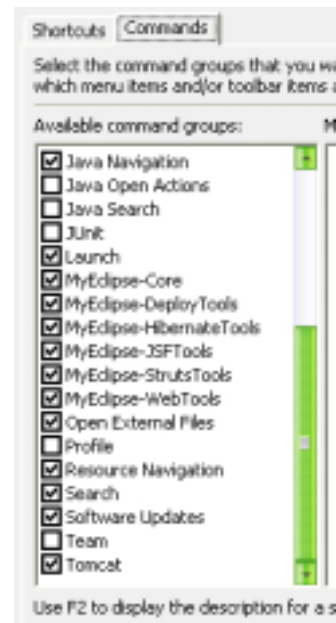 Shortcuts Commands
Select the command groups that you
which menu items and/or toolbar items
Available command groups:
Java Navigation
Java Open Actions
Java Search
JUnit
Launch
MyEclipse-Core
MyEclipse-DeployTools
MyEclipse-HibernateTools
MyEclipse-JSFTools
MyEclipse-StrutsTools
MyEclipse-WebTools
Open External Files
Profile
Resource Navigation
Search
Software Updates
Team
Tomcat
Use F2 to display the description for a